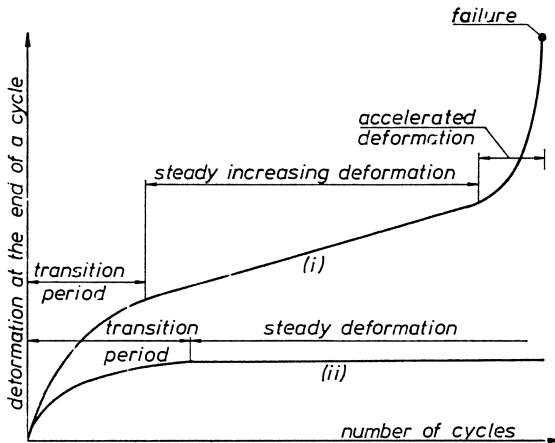 failure
accelerated
deformation
steady increasing deformation
transition
period
(i)
transition
period
steady deformation
(ii)
number of cycles
deformation at the end of a cycle